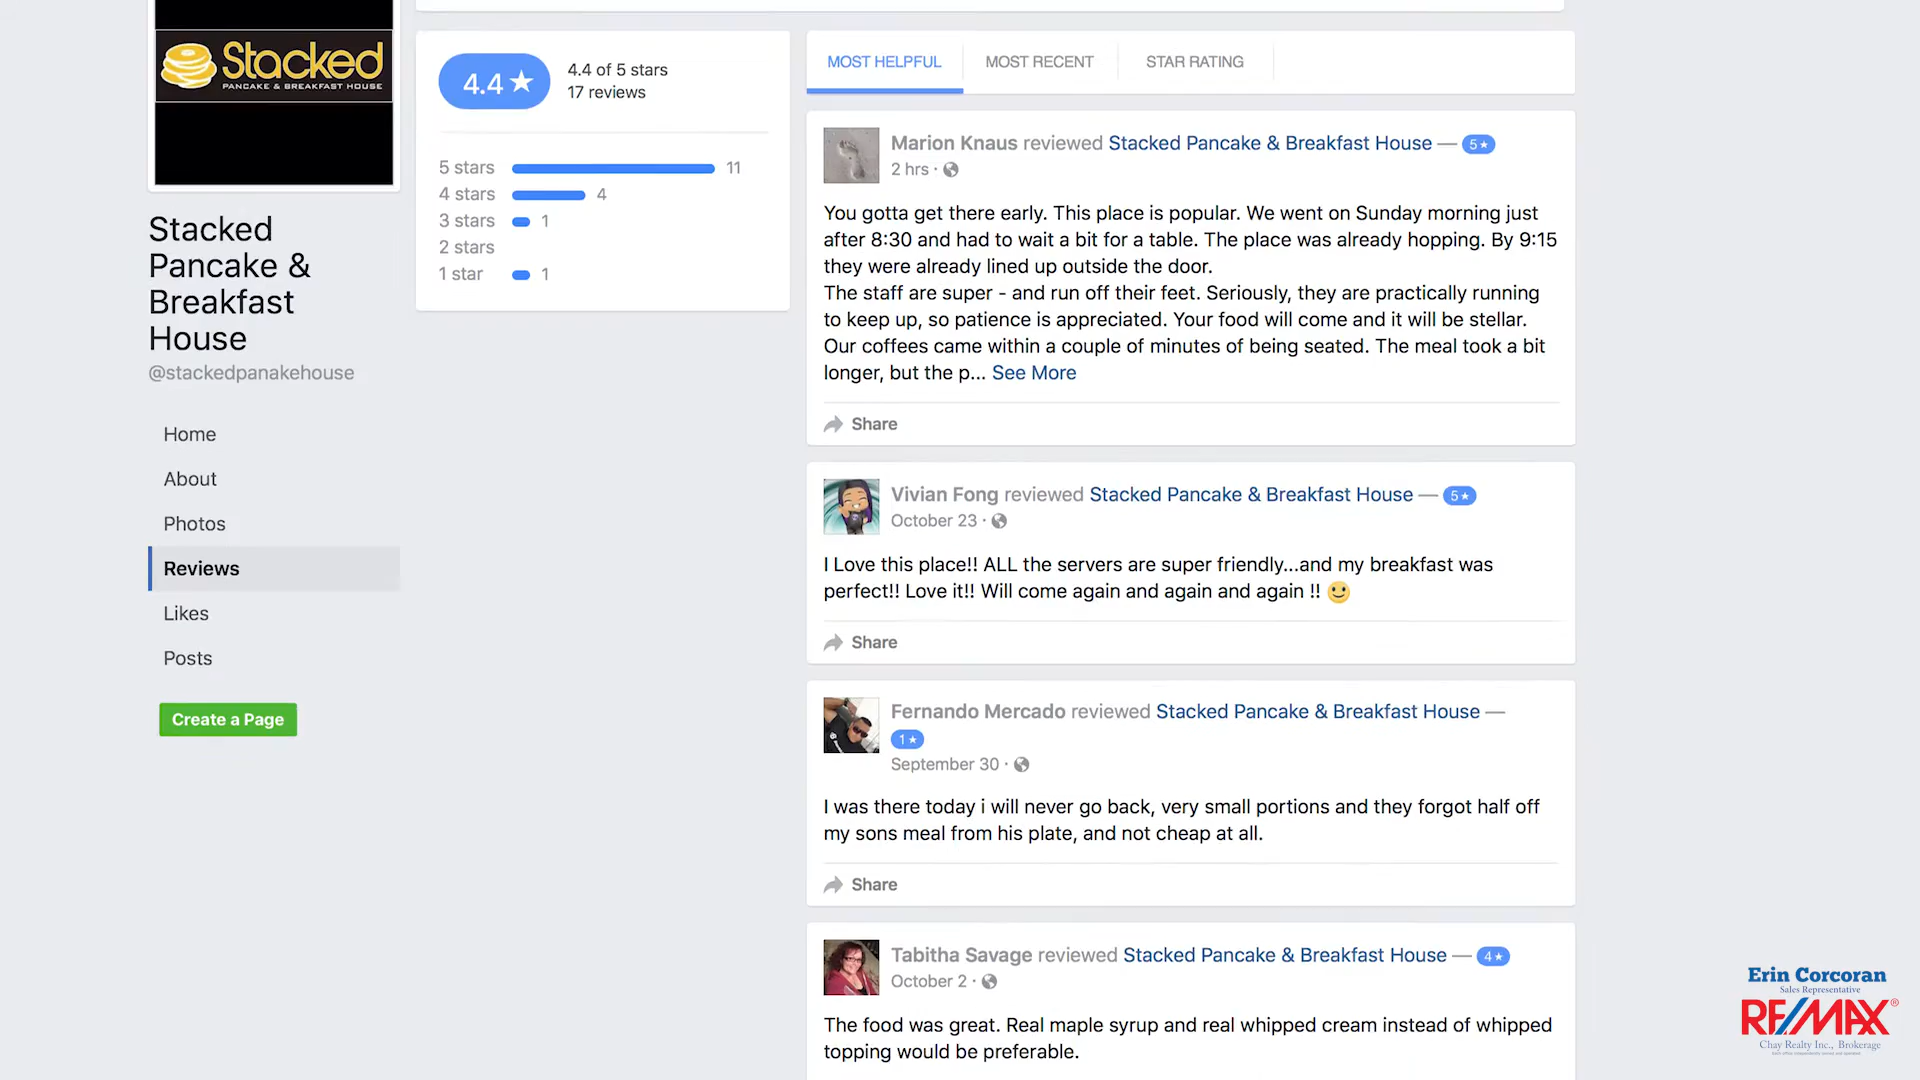 Stacked
PANCAKE & BREAKFAST HOUSE
Stacked
Pancake &
Breakfast
House
@stackedpanakehouse
Home
About
Photos
Reviews
Likes
Posts
Create a Page
4.4 ★
4.4 of 5 stars
17 reviews
5 stars 11
4 stars 4
3 stars 1
2 stars
1 star 1
MOST HELPFUL MOST RECENT STAR RATING
Marion Knaus reviewed Stacked Pancake & Breakfast House — 5★
2 hrs ·
You gotta get there early. This place is popular. We went on Sunday morning just
after 8:30 and had to wait a bit for a table. The place was already hopping. By 9:15
they were already lined up outside the door.
The staff are super - and run off their feet. Seriously, they are practically running
to keep up, so patience is appreciated. Your food will come and it will be stellar.
Our coffees came within a couple of minutes of being seated. The meal took a bit
longer, but the p... See More
Share
Vivian Fong reviewed Stacked Pancake & Breakfast House — 5★
October 23 ·
I Love this place!! ALL the servers are super friendly...and my breakfast was
perfect!! Love it!! Will come again and again and again !! 🙂
Share
Fernando Mercado reviewed Stacked Pancake & Breakfast House —
1★
September 30 ·
I was there today i will never go back, very small portions and they forgot half off
my sons meal from his plate, and not cheap at all.
Share
Tabitha Savage reviewed Stacked Pancake & Breakfast House — 4★
October 2 ·
The food was great. Real maple syrup and real whipped cream instead of whipped
topping would be preferable.
Erin Corcoran
Sales Representative
RE/MAX®
Chay Realty Inc., Brokerage